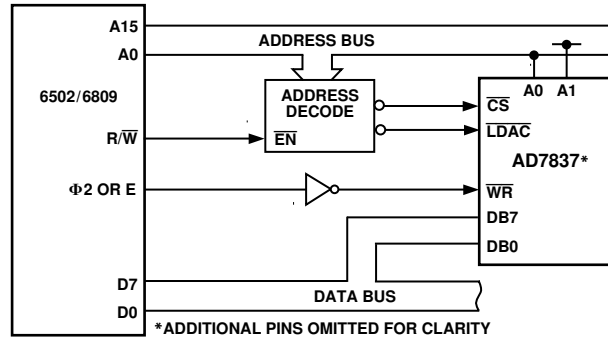 A15
A0
ADDRESS BUS
A0 A1
6502/6809
ADDRESS
DECODE
CS
R/W
EN
LDAC
AD7837*
Φ2 OR E
WR
DB7
DB0
D7
DATA BUS
D0
*ADDITIONAL PINS OMITTED FOR CLARITY